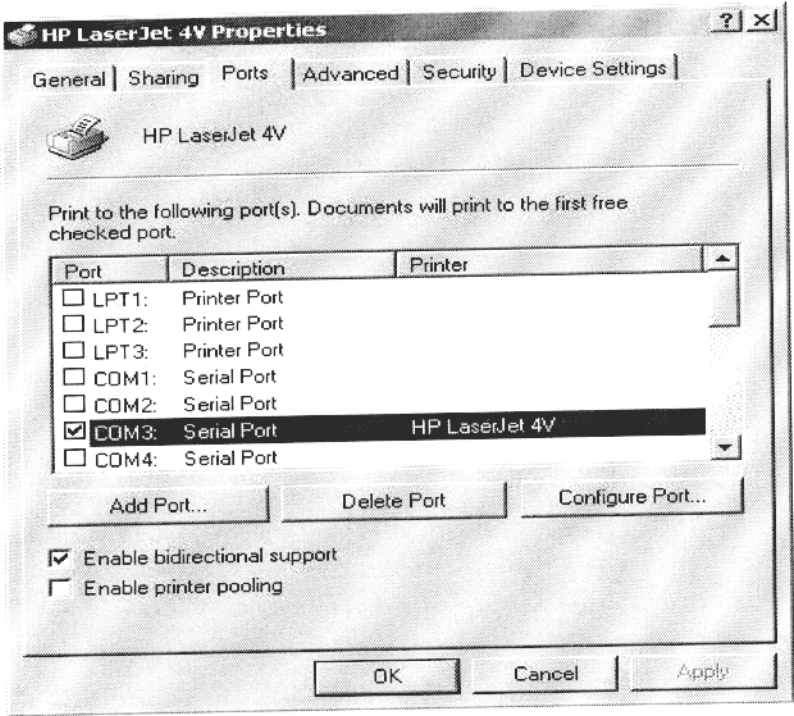 HP LaserJet 4V Properties
? X
General Sharing Ports Advanced Security Device Settings
HP LaserJet 4V
Print to the following port(s). Documents will print to the first free
checked port.
Port Description Printer
LPT1: Printer Port
LPT2: Printer Port
LPT3: Printer Port
COM1: Serial Port
COM2: Serial Port
COM3: Serial Port HP LaserJet 4V
COM4: Serial Port
Add Port... Delete Port Configure Port...
Enable bidirectional support
Enable printer pooling
OK Cancel Apply